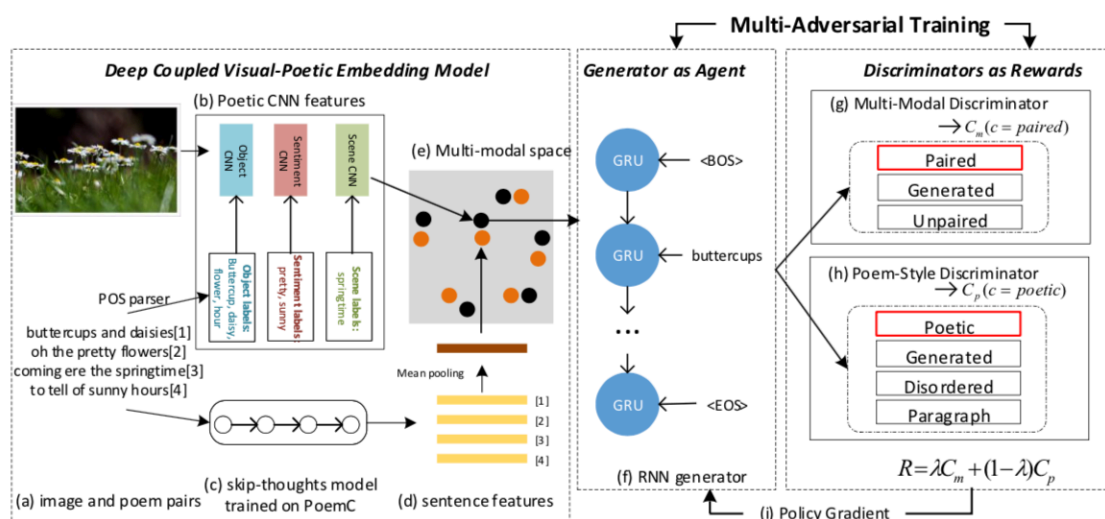 Multi-Adversarial Training
Deep Coupled Visual-Poetic Embedding Model
(b) Poetic CNN features
Object CNN
Sentiment CNN
Scene CNN
Object labels: Buttercup, daisy, flower, hour
Sentiment labels: pretty, sunny
Scene labels: springtime
POS parser
buttercups and daisies[1]
oh the pretty flowers[2]
coming ere the springtime[3]
to tell of sunny hours[4]
(a) image and poem pairs
(c) skip-thoughts model
trained on PoemC
(e) Multi-modal space
Mean pooling
[1]
[2]
[3]
[4]
(d) sentence features
Generator as Agent
GRU
<BOS>
GRU
buttercups
...
GRU
<EOS>
(f) RNN generator
Discriminators as Rewards
(g) Multi-Modal Discriminator
→ Cm(c = paired)
Paired
Generated
Unpaired
(h) Poem-Style Discriminator
→ Cp(c = poetic)
Poetic
Generated
Disordered
Paragraph
R=λCm+(1−λ)Cp
(i) Policy Gradient